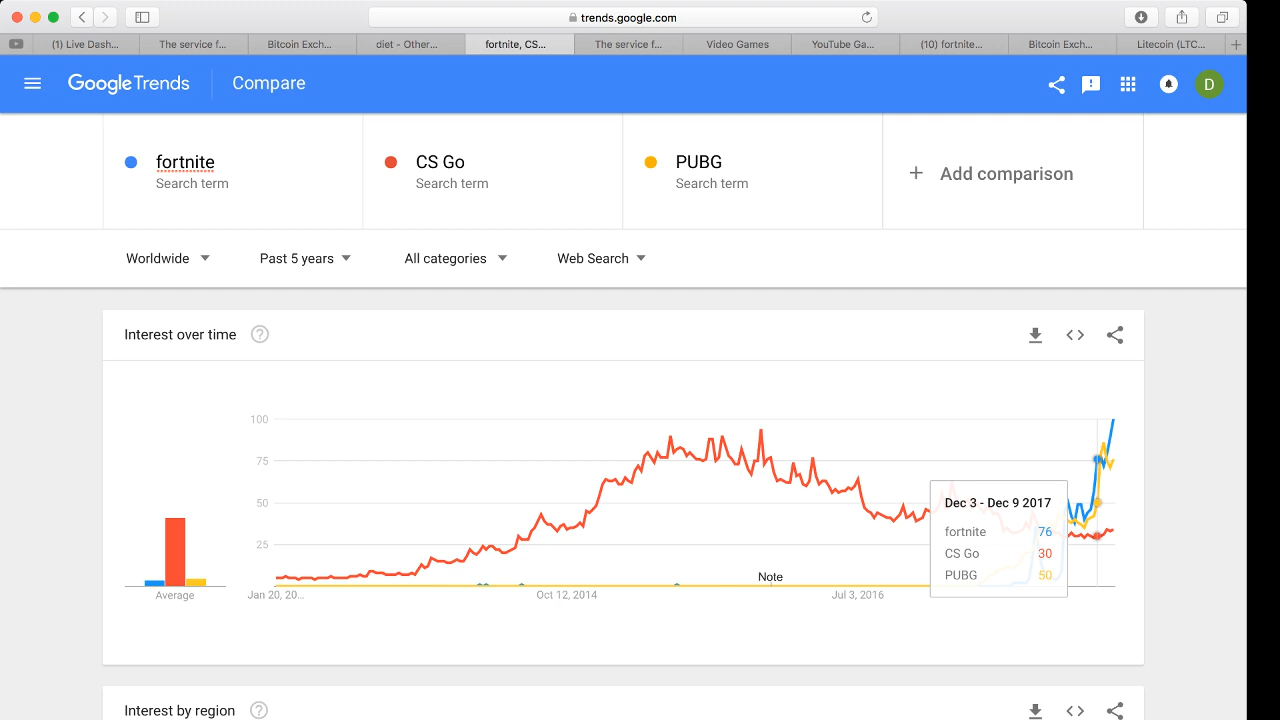 trends.google.com
(1) Live Dash... The service f... Bitcoin Exch... diet - Other... fortnite, CS... The service f... Video Games YouTube Ga... (10) fortnite... Bitcoin Exch... Litecoin (LTC...
Google Trends Compare D
fortnite CS Go PUBG + Add comparison
Search term Search term Search term
Worldwide Past 5 years All categories Web Search
Interest over time ?
100
75
50
25
Average
Note
Jan 20, 20... Oct 12, 2014 Jul 3, 2016
Dec 3 - Dec 9 2017
fortnite 76
CS Go 30
PUBG 50
Interest by region ?